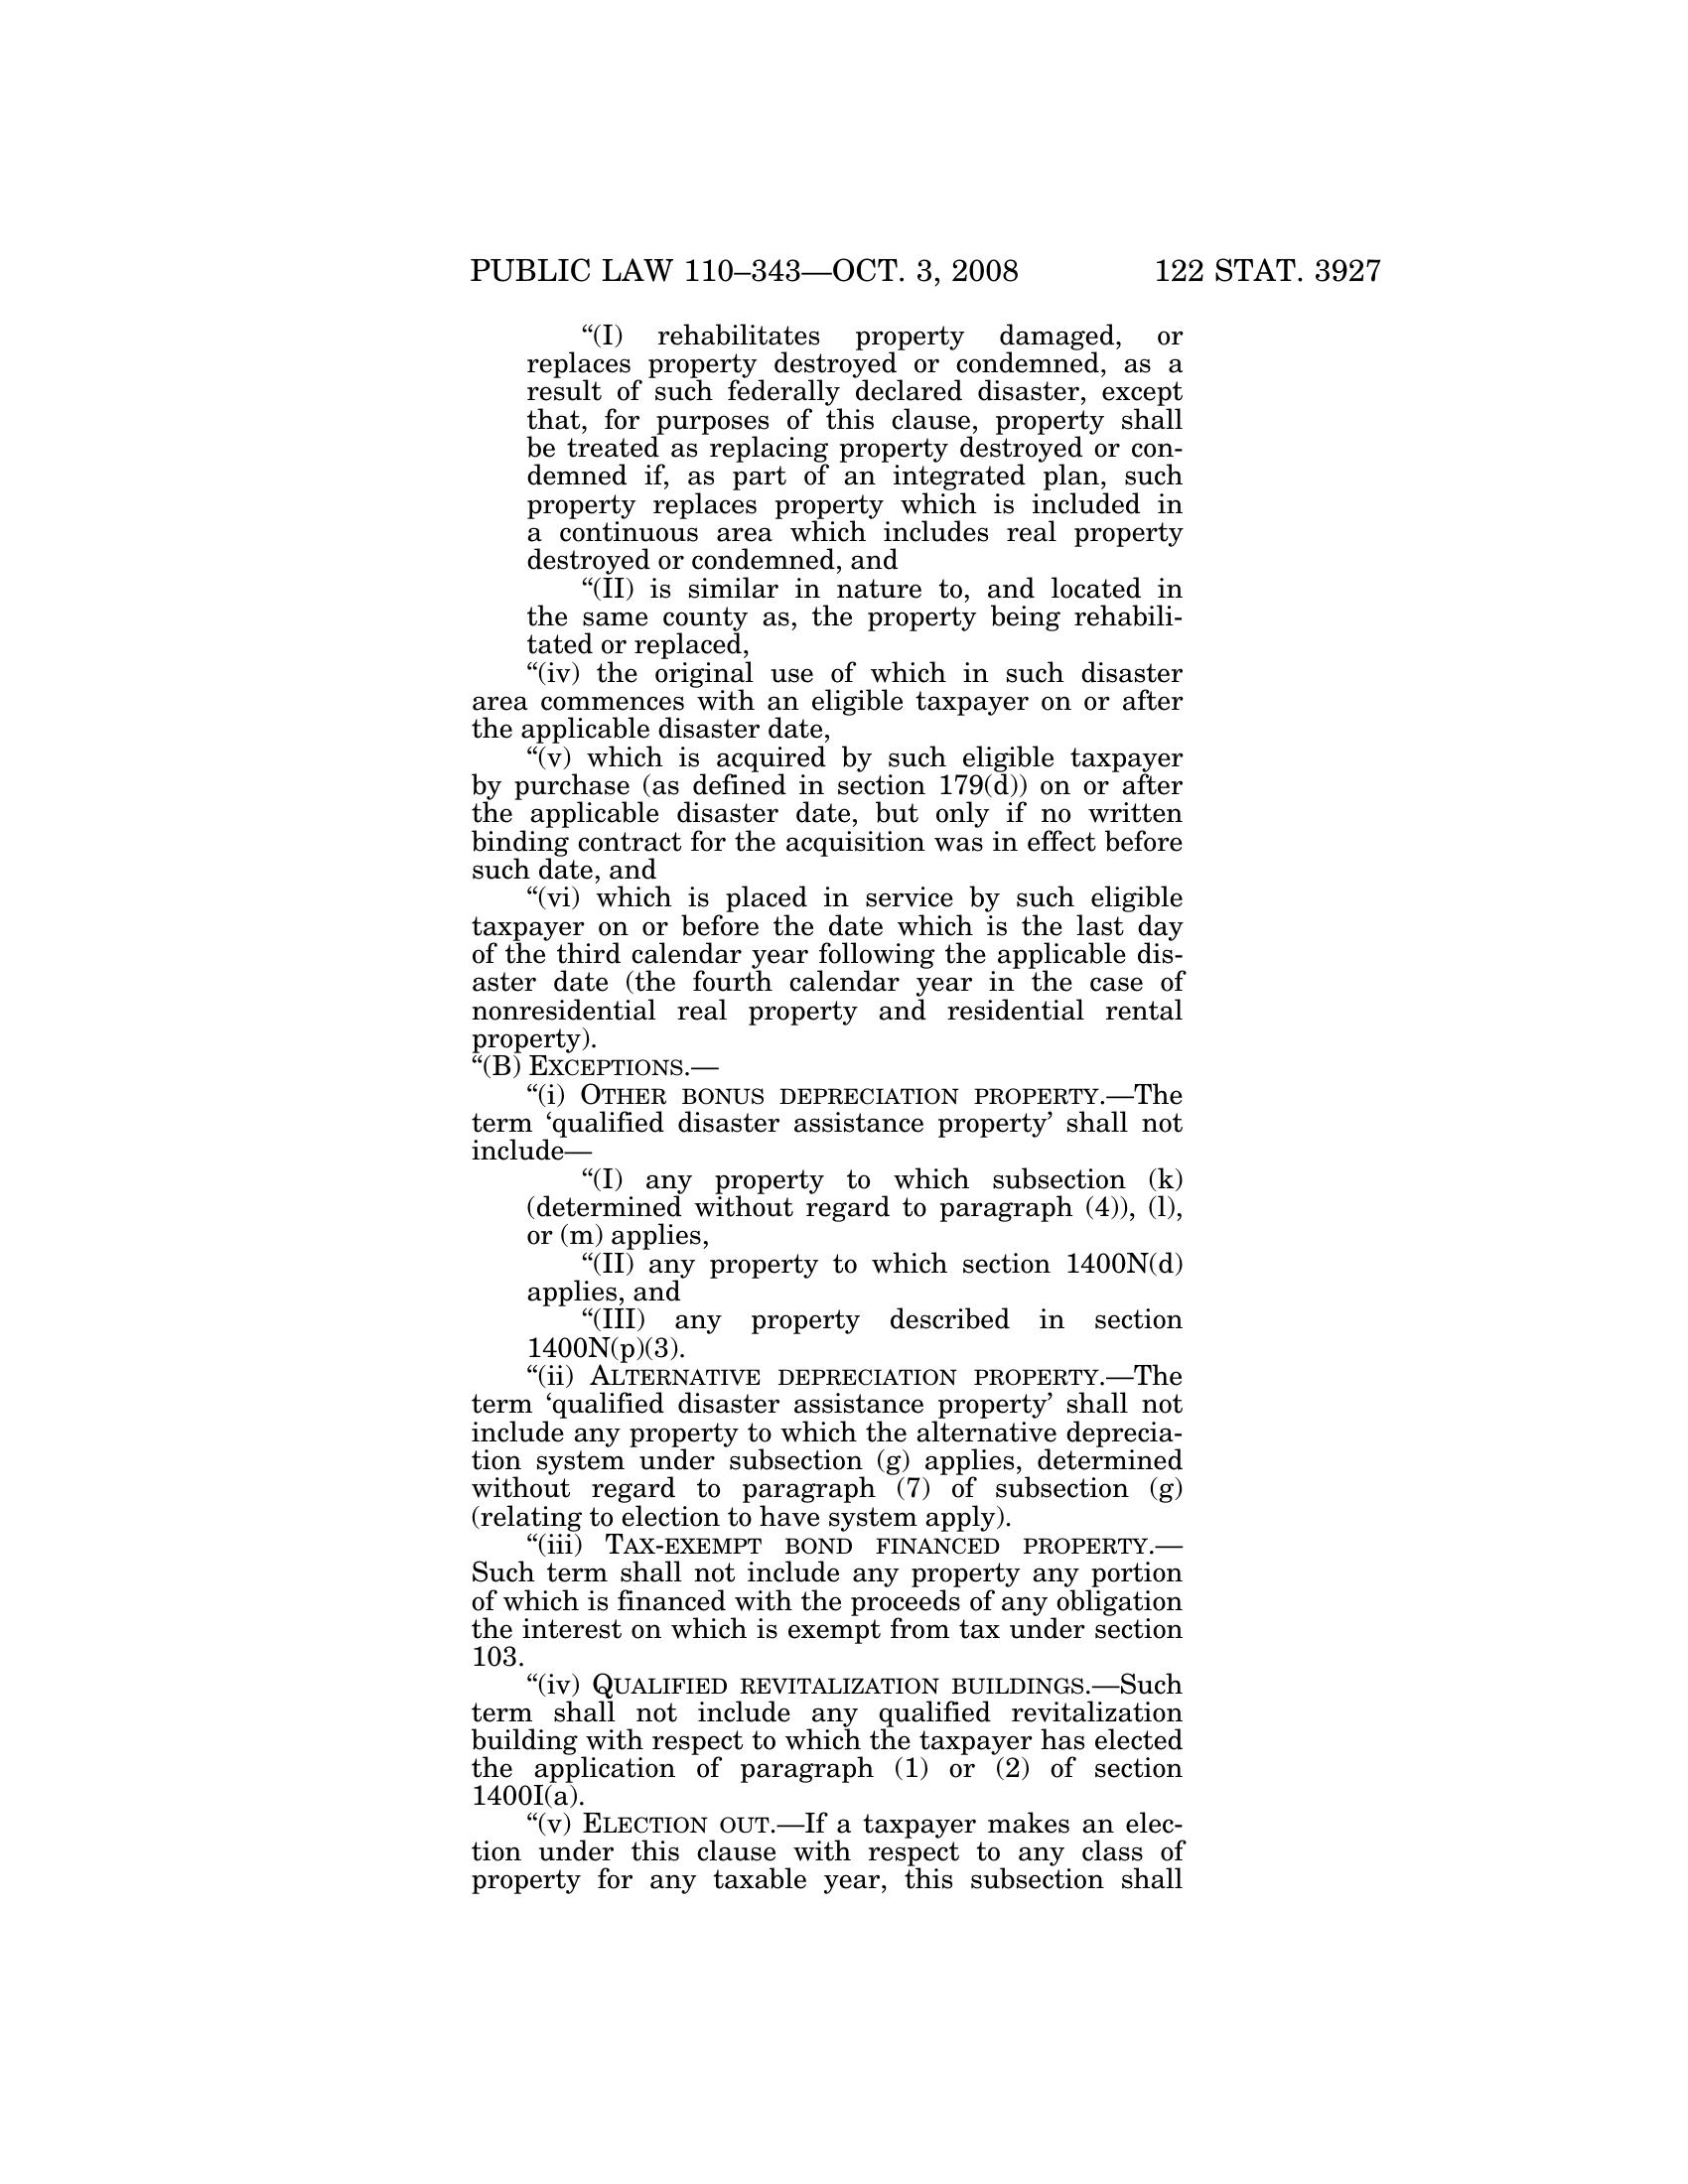 PUBLIC LAW 110–343—OCT. 3, 2008 122 STAT. 3927
“(I) rehabilitates property damaged, or
replaces property destroyed or condemned, as a
result of such federally declared disaster, except
that, for purposes of this clause, property shall
be treated as replacing property destroyed or con-
demned if, as part of an integrated plan, such
property replaces property which is included in
a continuous area which includes real property
destroyed or condemned, and
“(II) is similar in nature to, and located in
the same county as, the property being rehabili-
tated or replaced,
“(iv) the original use of which in such disaster
area commences with an eligible taxpayer on or after
the applicable disaster date,
“(v) which is acquired by such eligible taxpayer
by purchase (as defined in section 179(d)) on or after
the applicable disaster date, but only if no written
binding contract for the acquisition was in effect before
such date, and
“(vi) which is placed in service by such eligible
taxpayer on or before the date which is the last day
of the third calendar year following the applicable dis-
aster date (the fourth calendar year in the case of
nonresidential real property and residential rental
property).
“(B) EXCEPTIONS.—
“(i) OTHER BONUS DEPRECIATION PROPERTY.—The
term ‘qualified disaster assistance property’ shall not
include—
“(I) any property to which subsection (k)
(determined without regard to paragraph (4)), (l),
or (m) applies,
“(II) any property to which section 1400N(d)
applies, and
“(III) any property described in section
1400N(p)(3).
“(ii) ALTERNATIVE DEPRECIATION PROPERTY.—The
term ‘qualified disaster assistance property’ shall not
include any property to which the alternative deprecia-
tion system under subsection (g) applies, determined
without regard to paragraph (7) of subsection (g)
(relating to election to have system apply).
“(iii) TAX-EXEMPT BOND FINANCED PROPERTY.—
Such term shall not include any property any portion
of which is financed with the proceeds of any obligation
the interest on which is exempt from tax under section
103.
“(iv) QUALIFIED REVITALIZATION BUILDINGS.—Such
term shall not include any qualified revitalization
building with respect to which the taxpayer has elected
the application of paragraph (1) or (2) of section
1400I(a).
“(v) ELECTION OUT.—If a taxpayer makes an elec-
tion under this clause with respect to any class of
property for any taxable year, this subsection shall